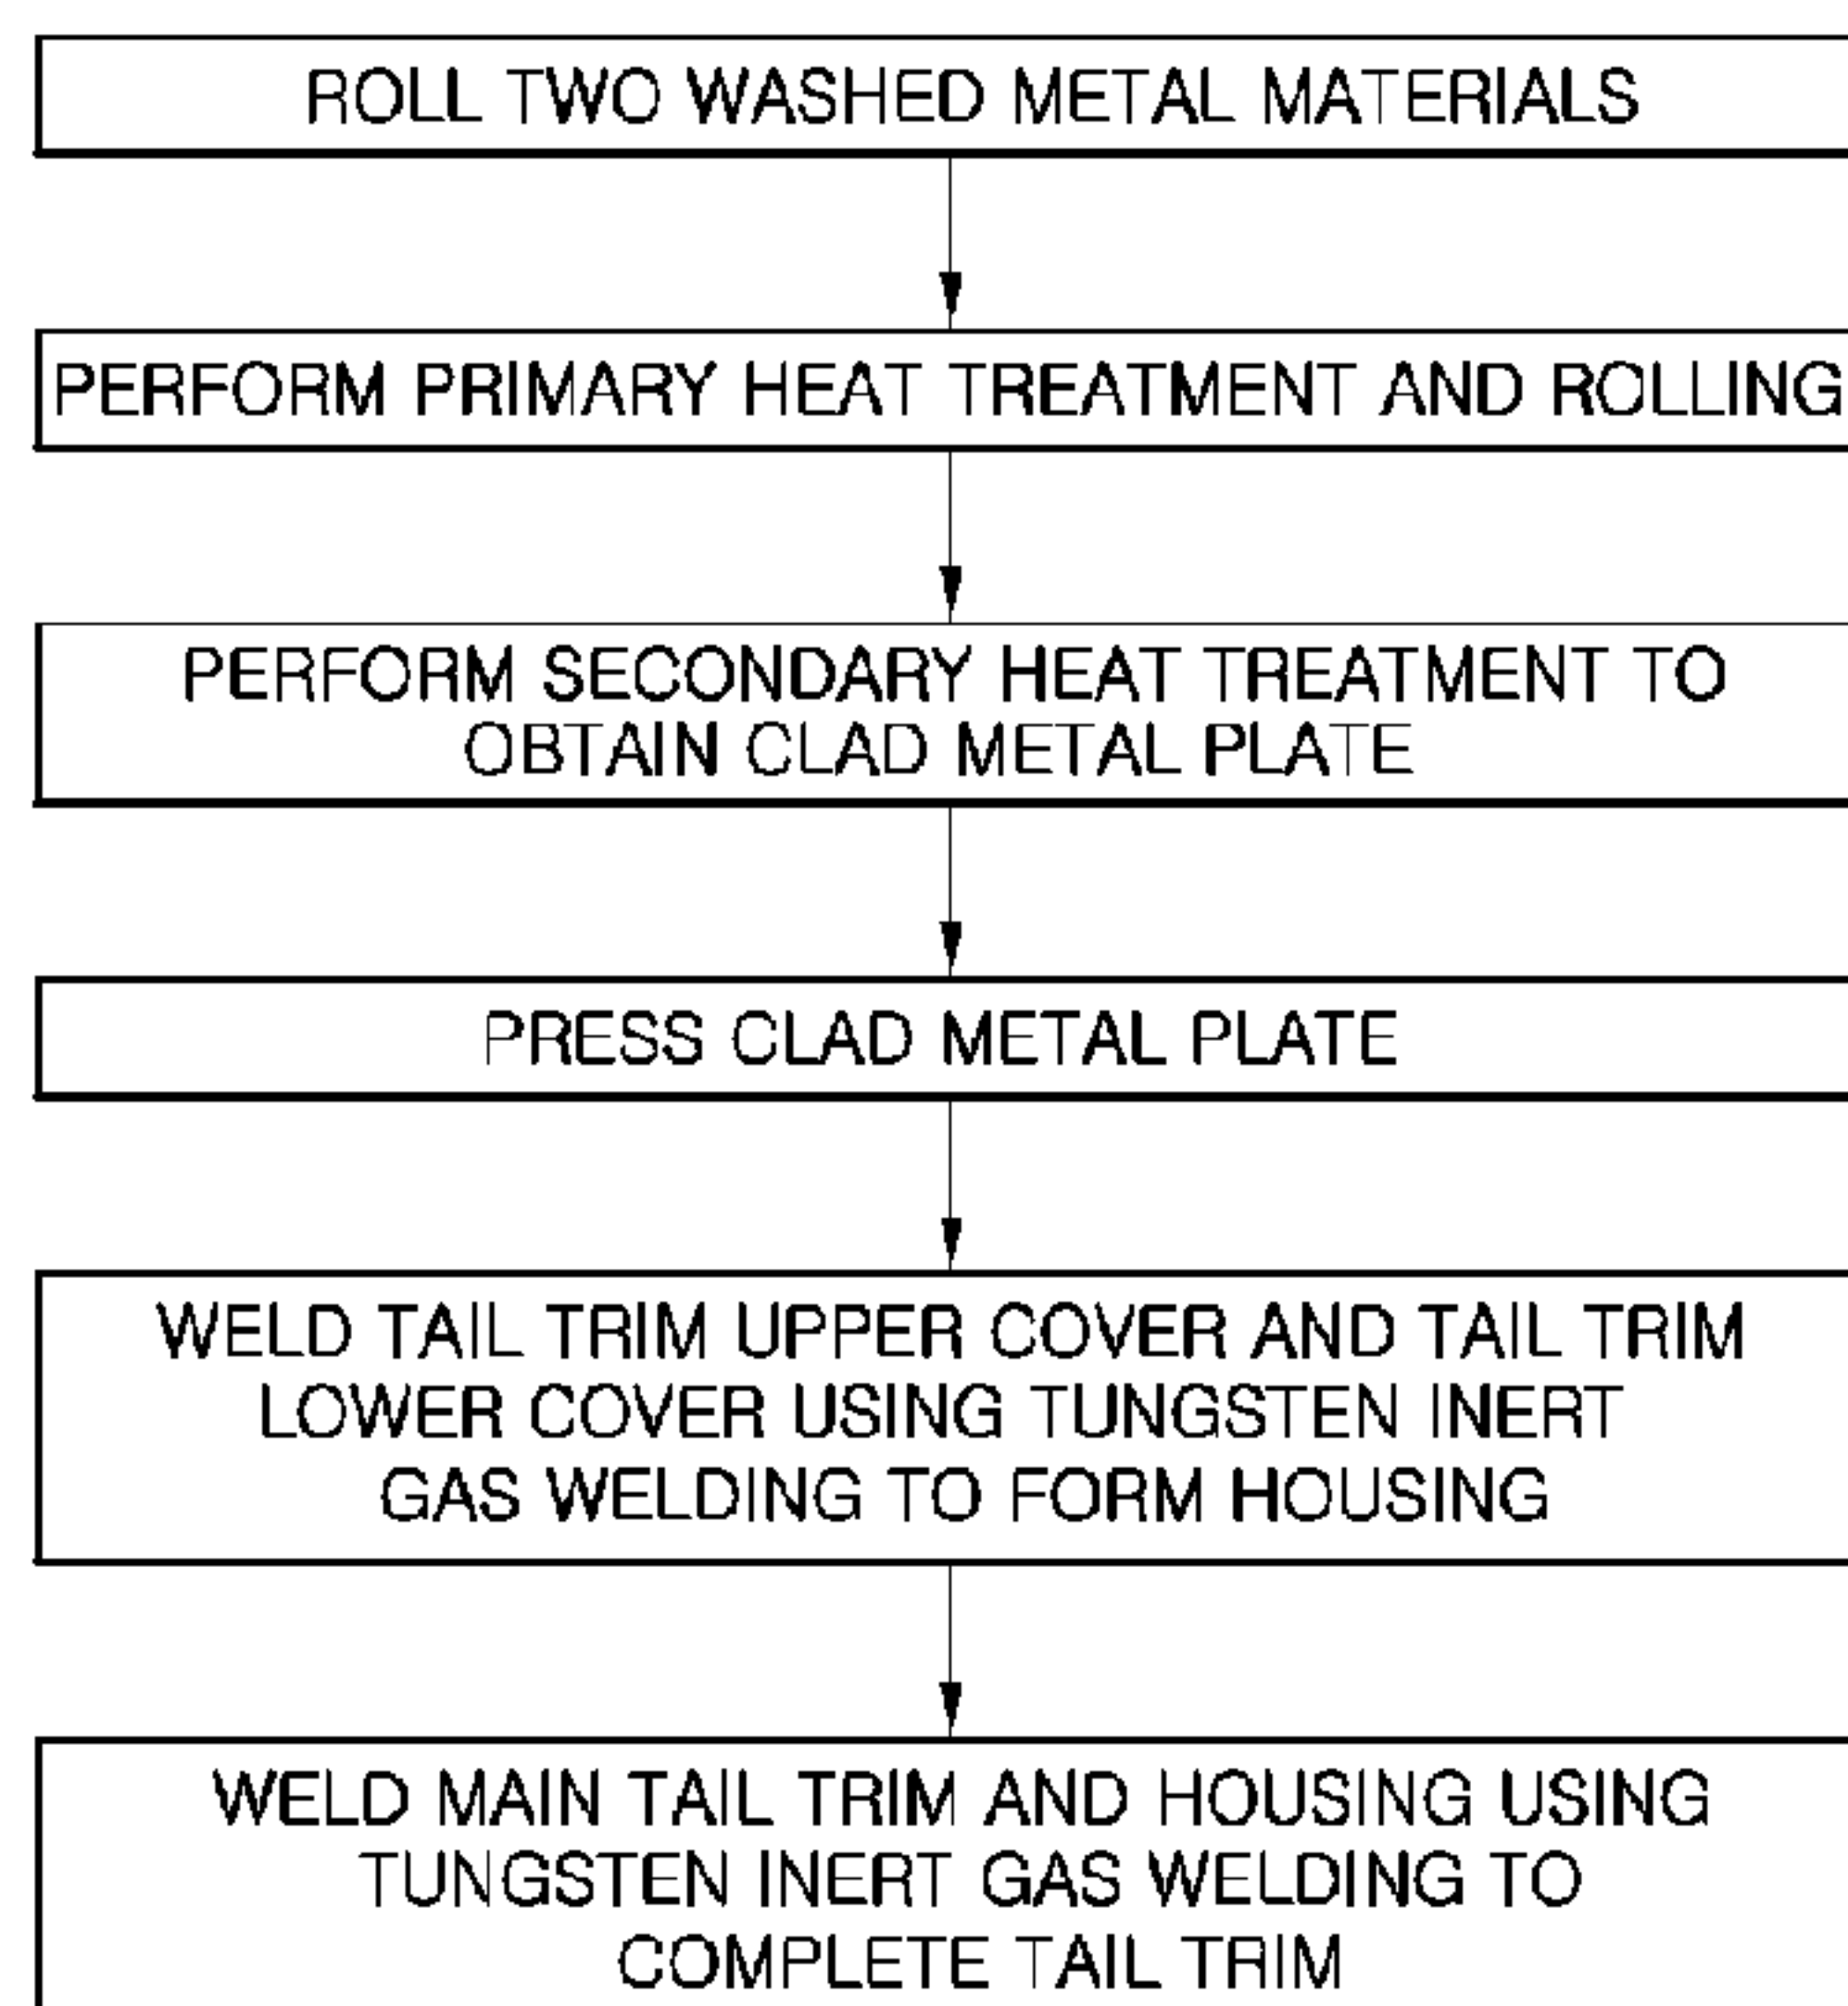 ROLL TWO WASHED METAL MATERIALS
PERFORM PRIMARY HEAT TREATMENT AND ROLLING
PERFORM SECONDARY HEAT TREATMENT TO
OBTAIN CLAD METAL PLATE
PRESS CLAD METAL PLATE
WELD TAIL TRIM UPPER COVER AND TAIL TRIM
LOWER COVER USING TUNGSTEN INERT
GAS WELDING TO FORM HOUSING
WELD MAIN TAIL TRIM AND HOUSING USING
TUNGSTEN INERT GAS WELDING TO
COMPLETE TAIL TRIM